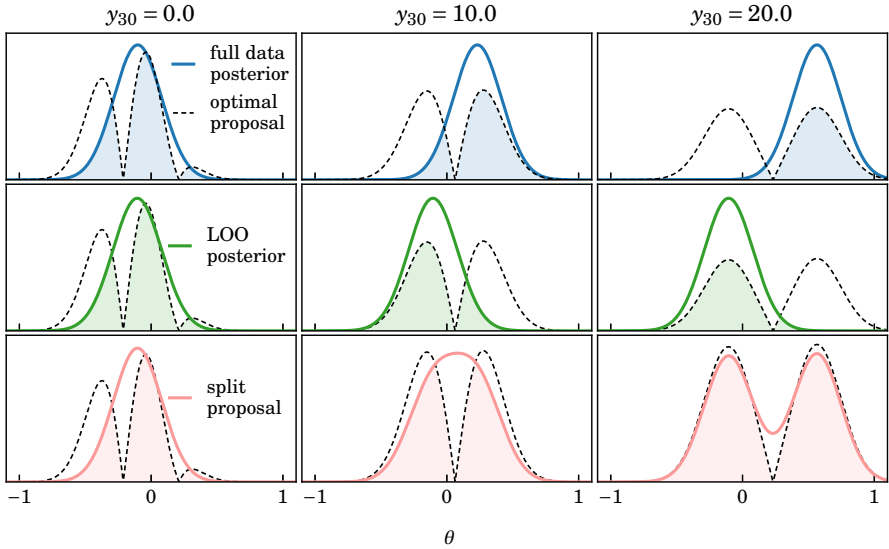 y₃₀ = 0.0
y₃₀ = 10.0
y₃₀ = 20.0
full data
posterior
optimal
proposal
LOO
posterior
split
proposal
−1 0 1
−1 0 1
−1 0 1
θ